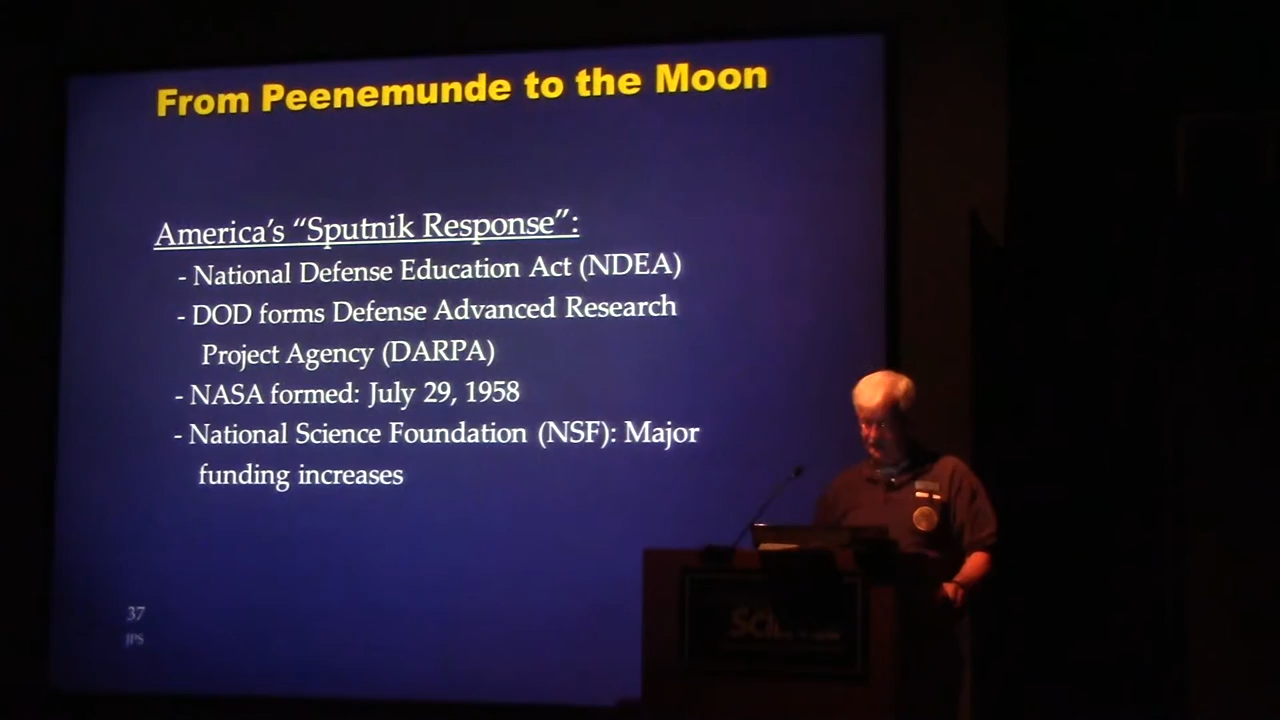 From Peenemunde to the Moon
America's “Sputnik Response”:
- National Defense Education Act (NDEA)
- DOD forms Defense Advanced Research
Project Agency (DARPA)
- NASA formed: July 29, 1958
- National Science Foundation (NSF): Major
funding increases
37
JPS